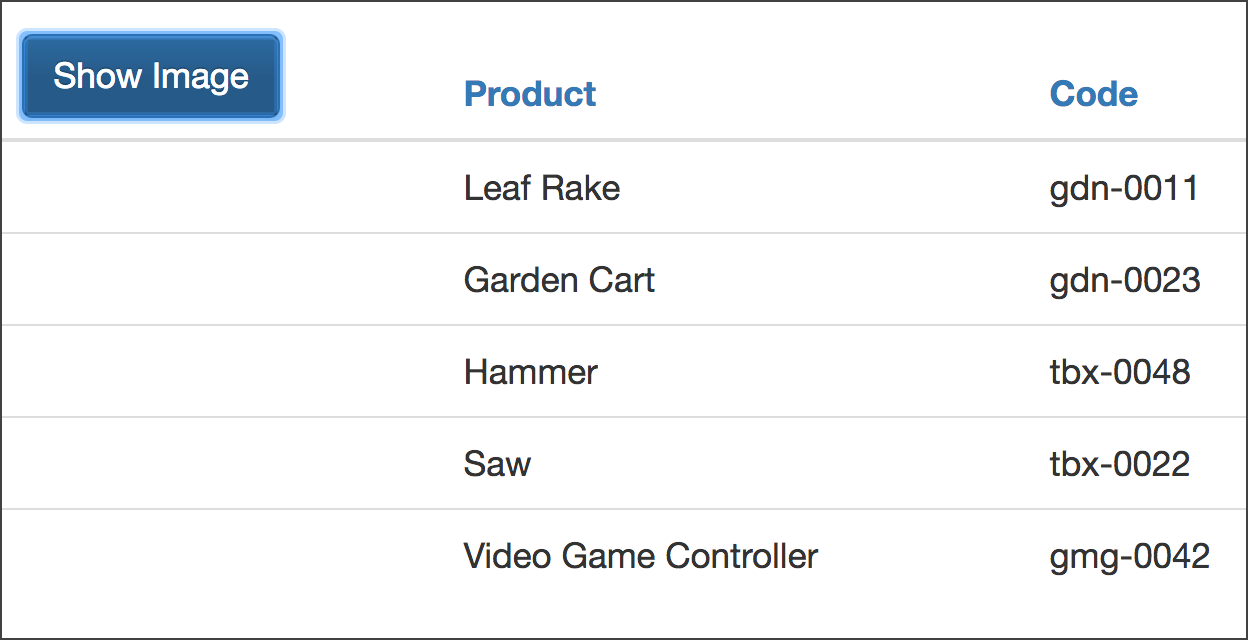 Show Image Product Code
Leaf Rake gdn-0011
Garden Cart gdn-0023
Hammer tbx-0048
Saw tbx-0022
Video Game Controller gmg-0042